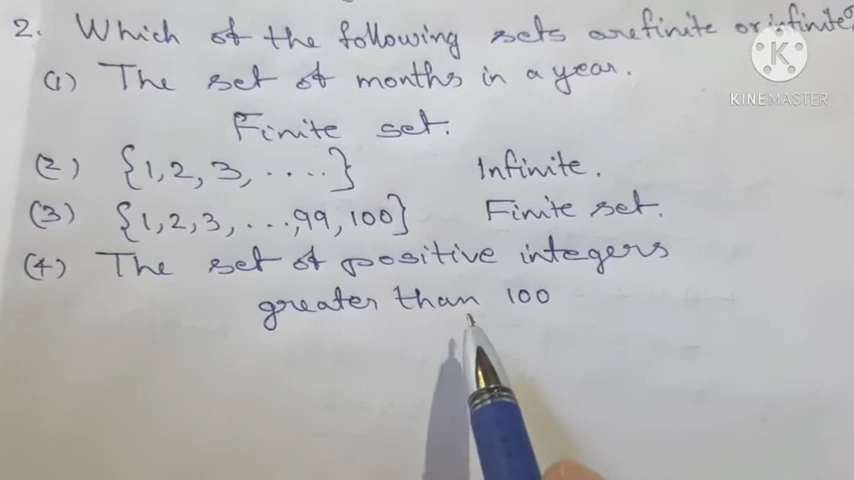 2. Which of the following sets are finite or infinite?
(1) The set of months in a year.
Finite set.
(2) {1, 2, 3, .....} Infinite.
(3) {1, 2, 3, ..., 99, 100} Finite set.
(4) The set of positive integers
greater than 100
K
KINEMASTER